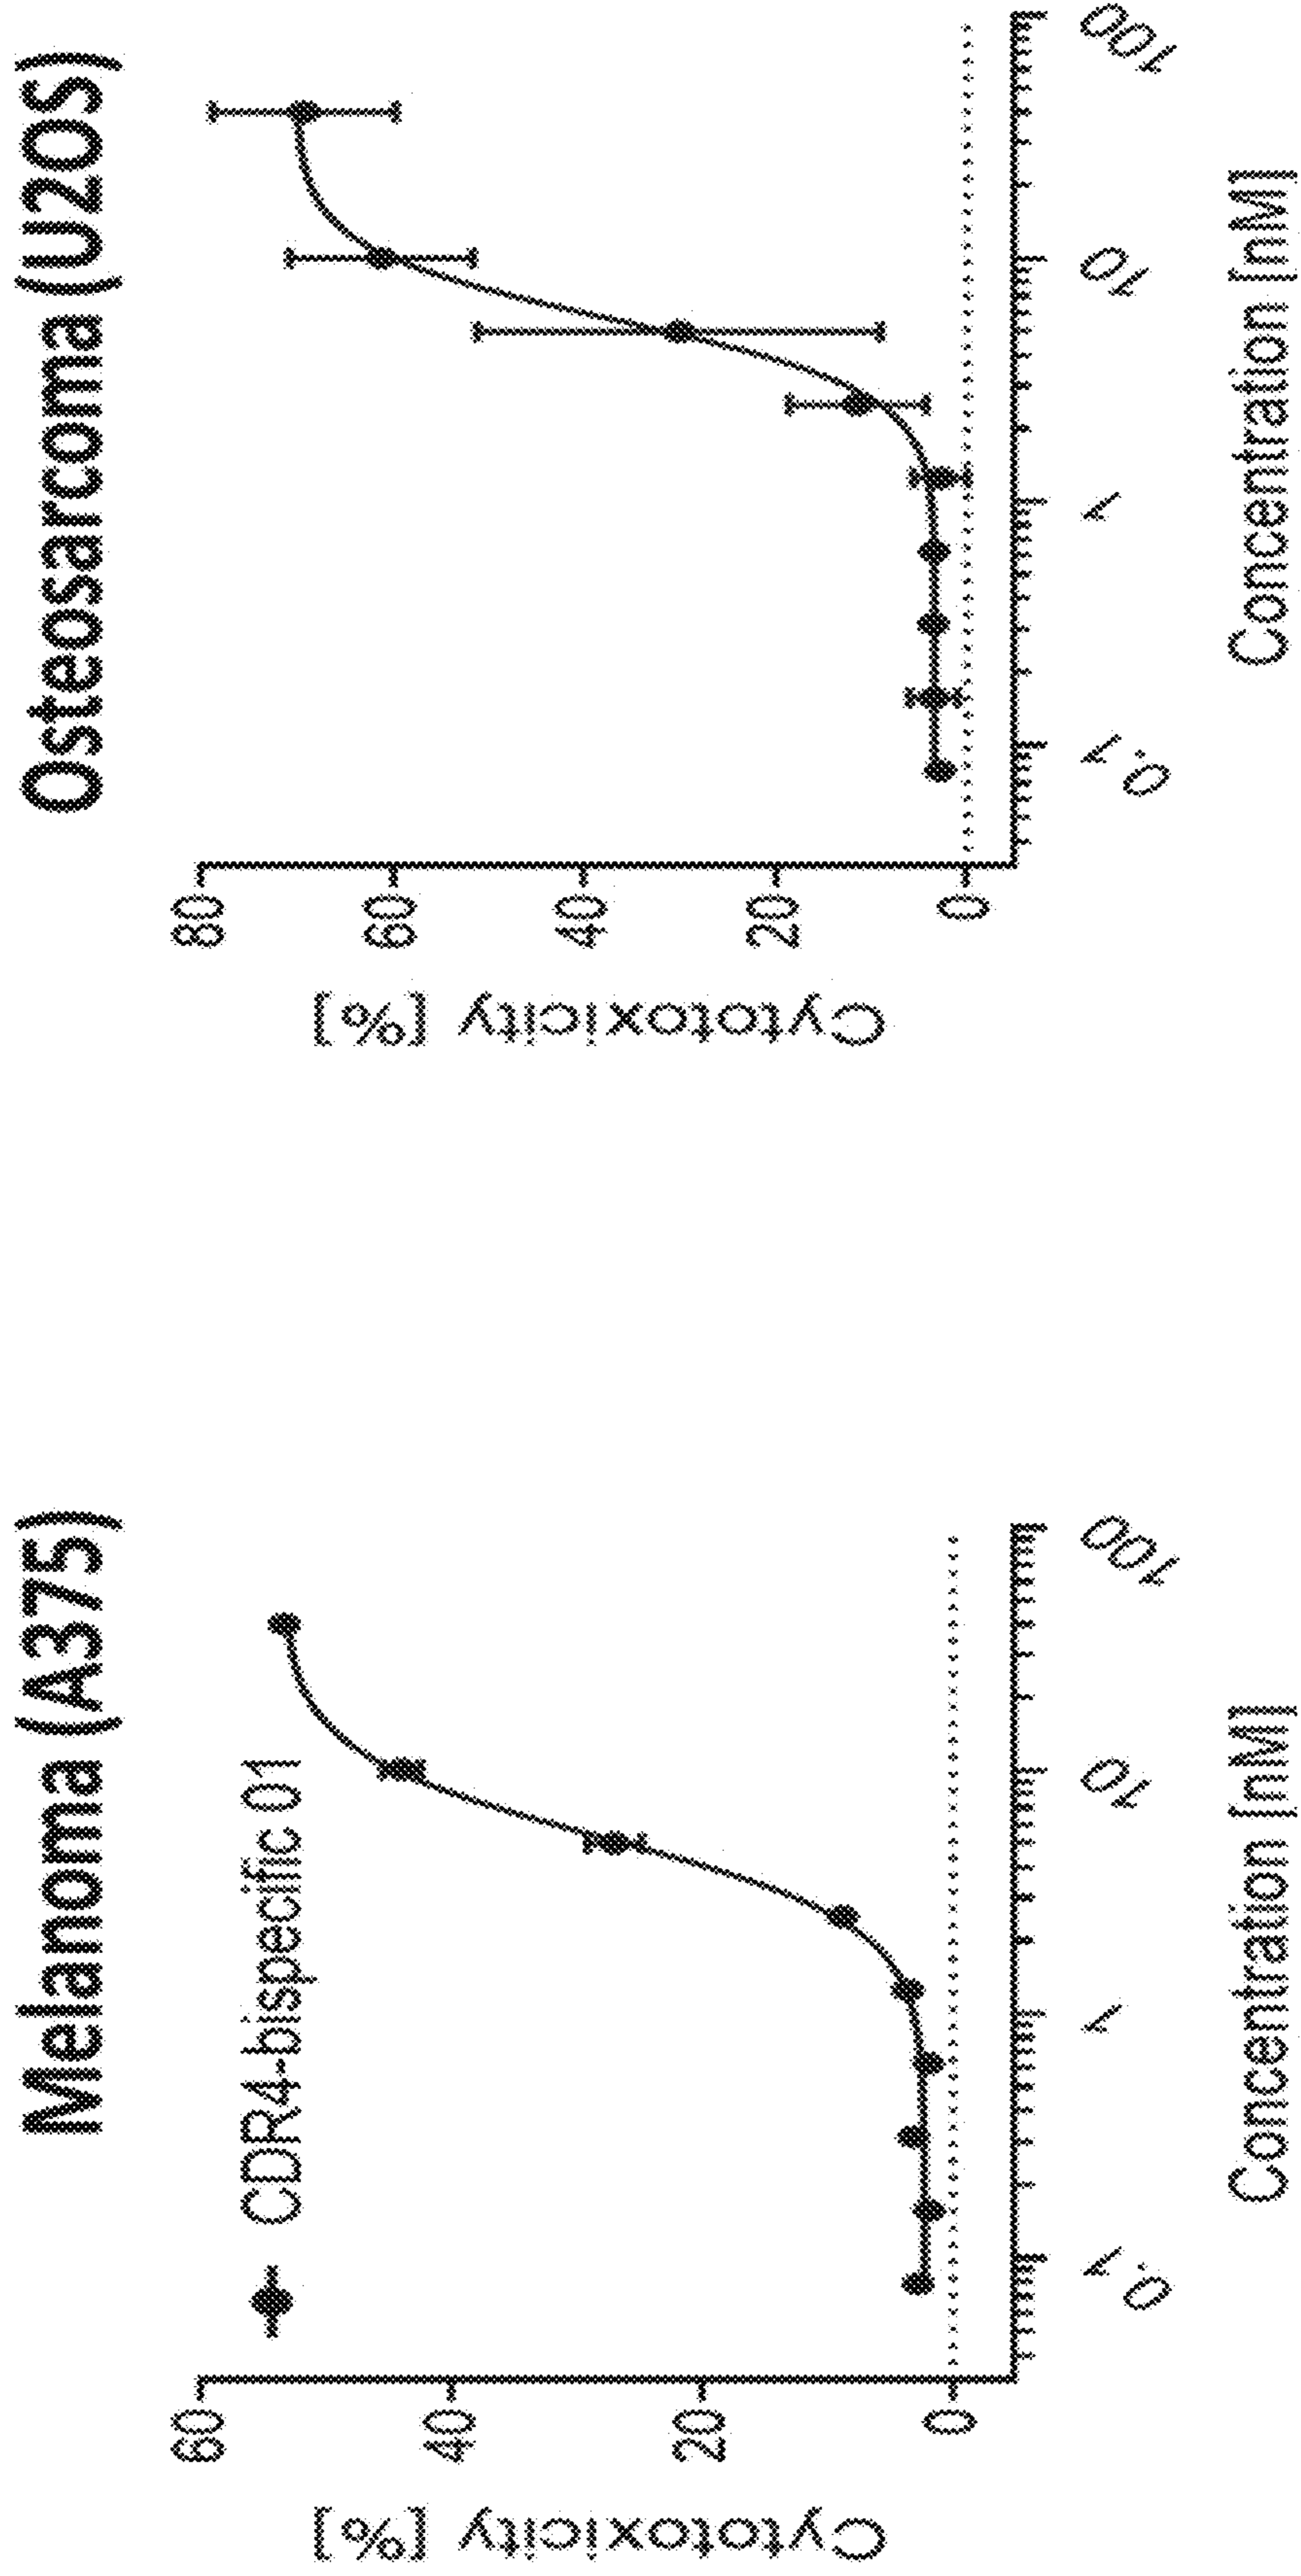 Melanoma (A375)
CDR4-bispecific 01
Cytotoxicity [%]
60
40
20
0
0.1
1
10
100
Concentration [nM]
Osteosarcoma (U2OS)
Cytotoxicity [%]
80
60
40
20
0
0.1
1
10
100
Concentration [nM]